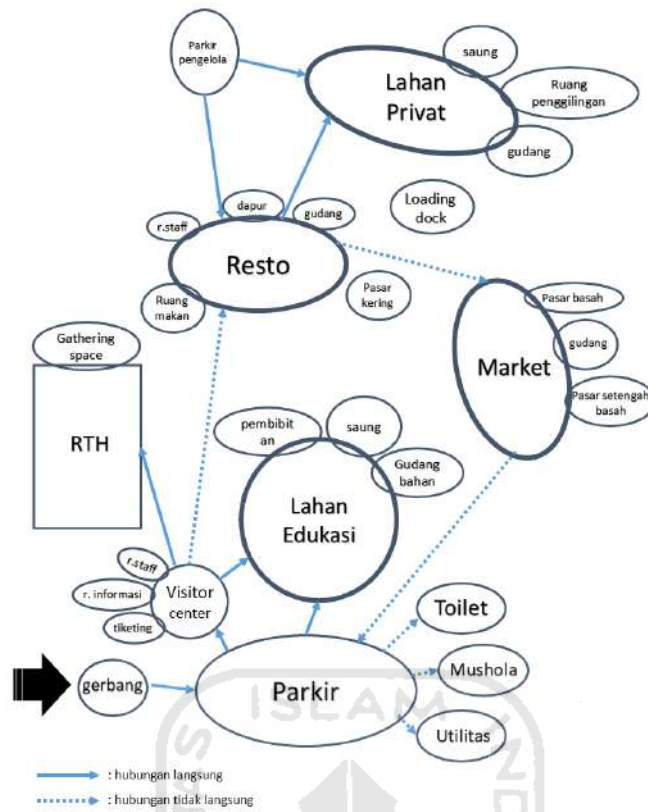 Parkir
pengelola
saung
Lahan
Privat
Ruang
penggilingan
gudang
Loading
dock
dapur
gudang
r.staff
Resto
Ruang
makan
Pasar
kering
Pasar basah
gudang
Market
Pasar setengah
basah
Gathering
space
RTH
pembibit
an
saung
Gudang
bahan
Lahan
Edukasi
r.staff
r. informasi
tiketing
Visitor
center
Toilet
Mushola
Utilitas
gerbang
Parkir
ISLAM
: hubungan langsung
: hubungan tidak langsung